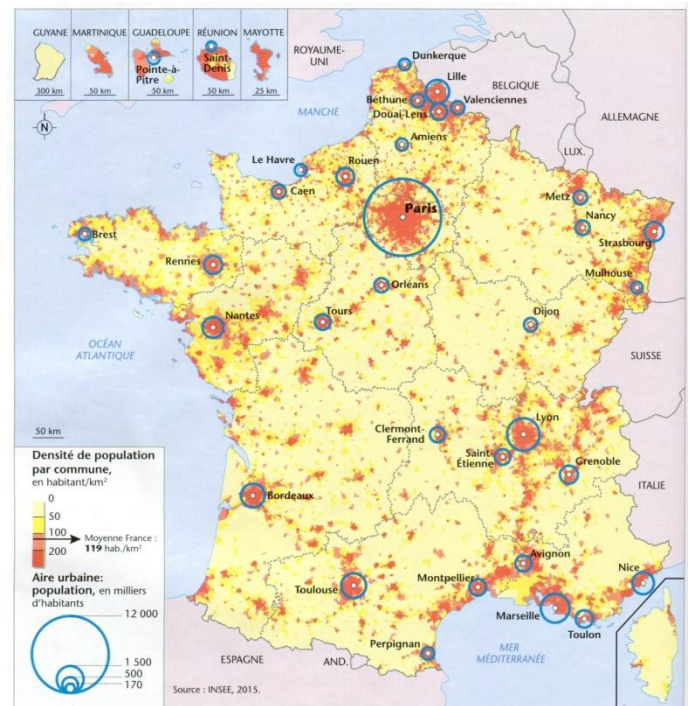 GUYANE
300 km
MARTINIQUE
50 km
GUADELOUPE
Pointe-à-
Pitre
50 km
RÉUNION
Saint-
Denis
50 km
MAYOTTE
25 km
ROYAUME-
UNI
BELGIQUE
ALLEMAGNE
LUX.
MANCHE
N
Dunkerque
Lille
Béthune
Valenciennes
Douai-Lens
Amiens
Le Havre
Rouen
Caen
Paris
Metz
Nancy
Strasbourg
Mulhouse
Brest
Rennes
Orléans
Nantes
Tours
Dijon
OCÉAN
ATLANTIQUE
SUISSE
Clermont-
Ferrand
Lyon
Saint-
Étienne
Grenoble
ITALIE
Bordeaux
Avignon
Nice
Toulouse
Montpellier
Marseille
Toulon
Perpignan
MER
MÉDITERRANÉE
ESPAGNE
AND.
50 km
Densité de population
par commune,
en habitant/km²
0
50
100
200
Moyenne France :
119 hab./km²
Aire urbaine:
population, en milliers
d'habitants
12 000
1 500
500
170
Source : INSEE, 2015.